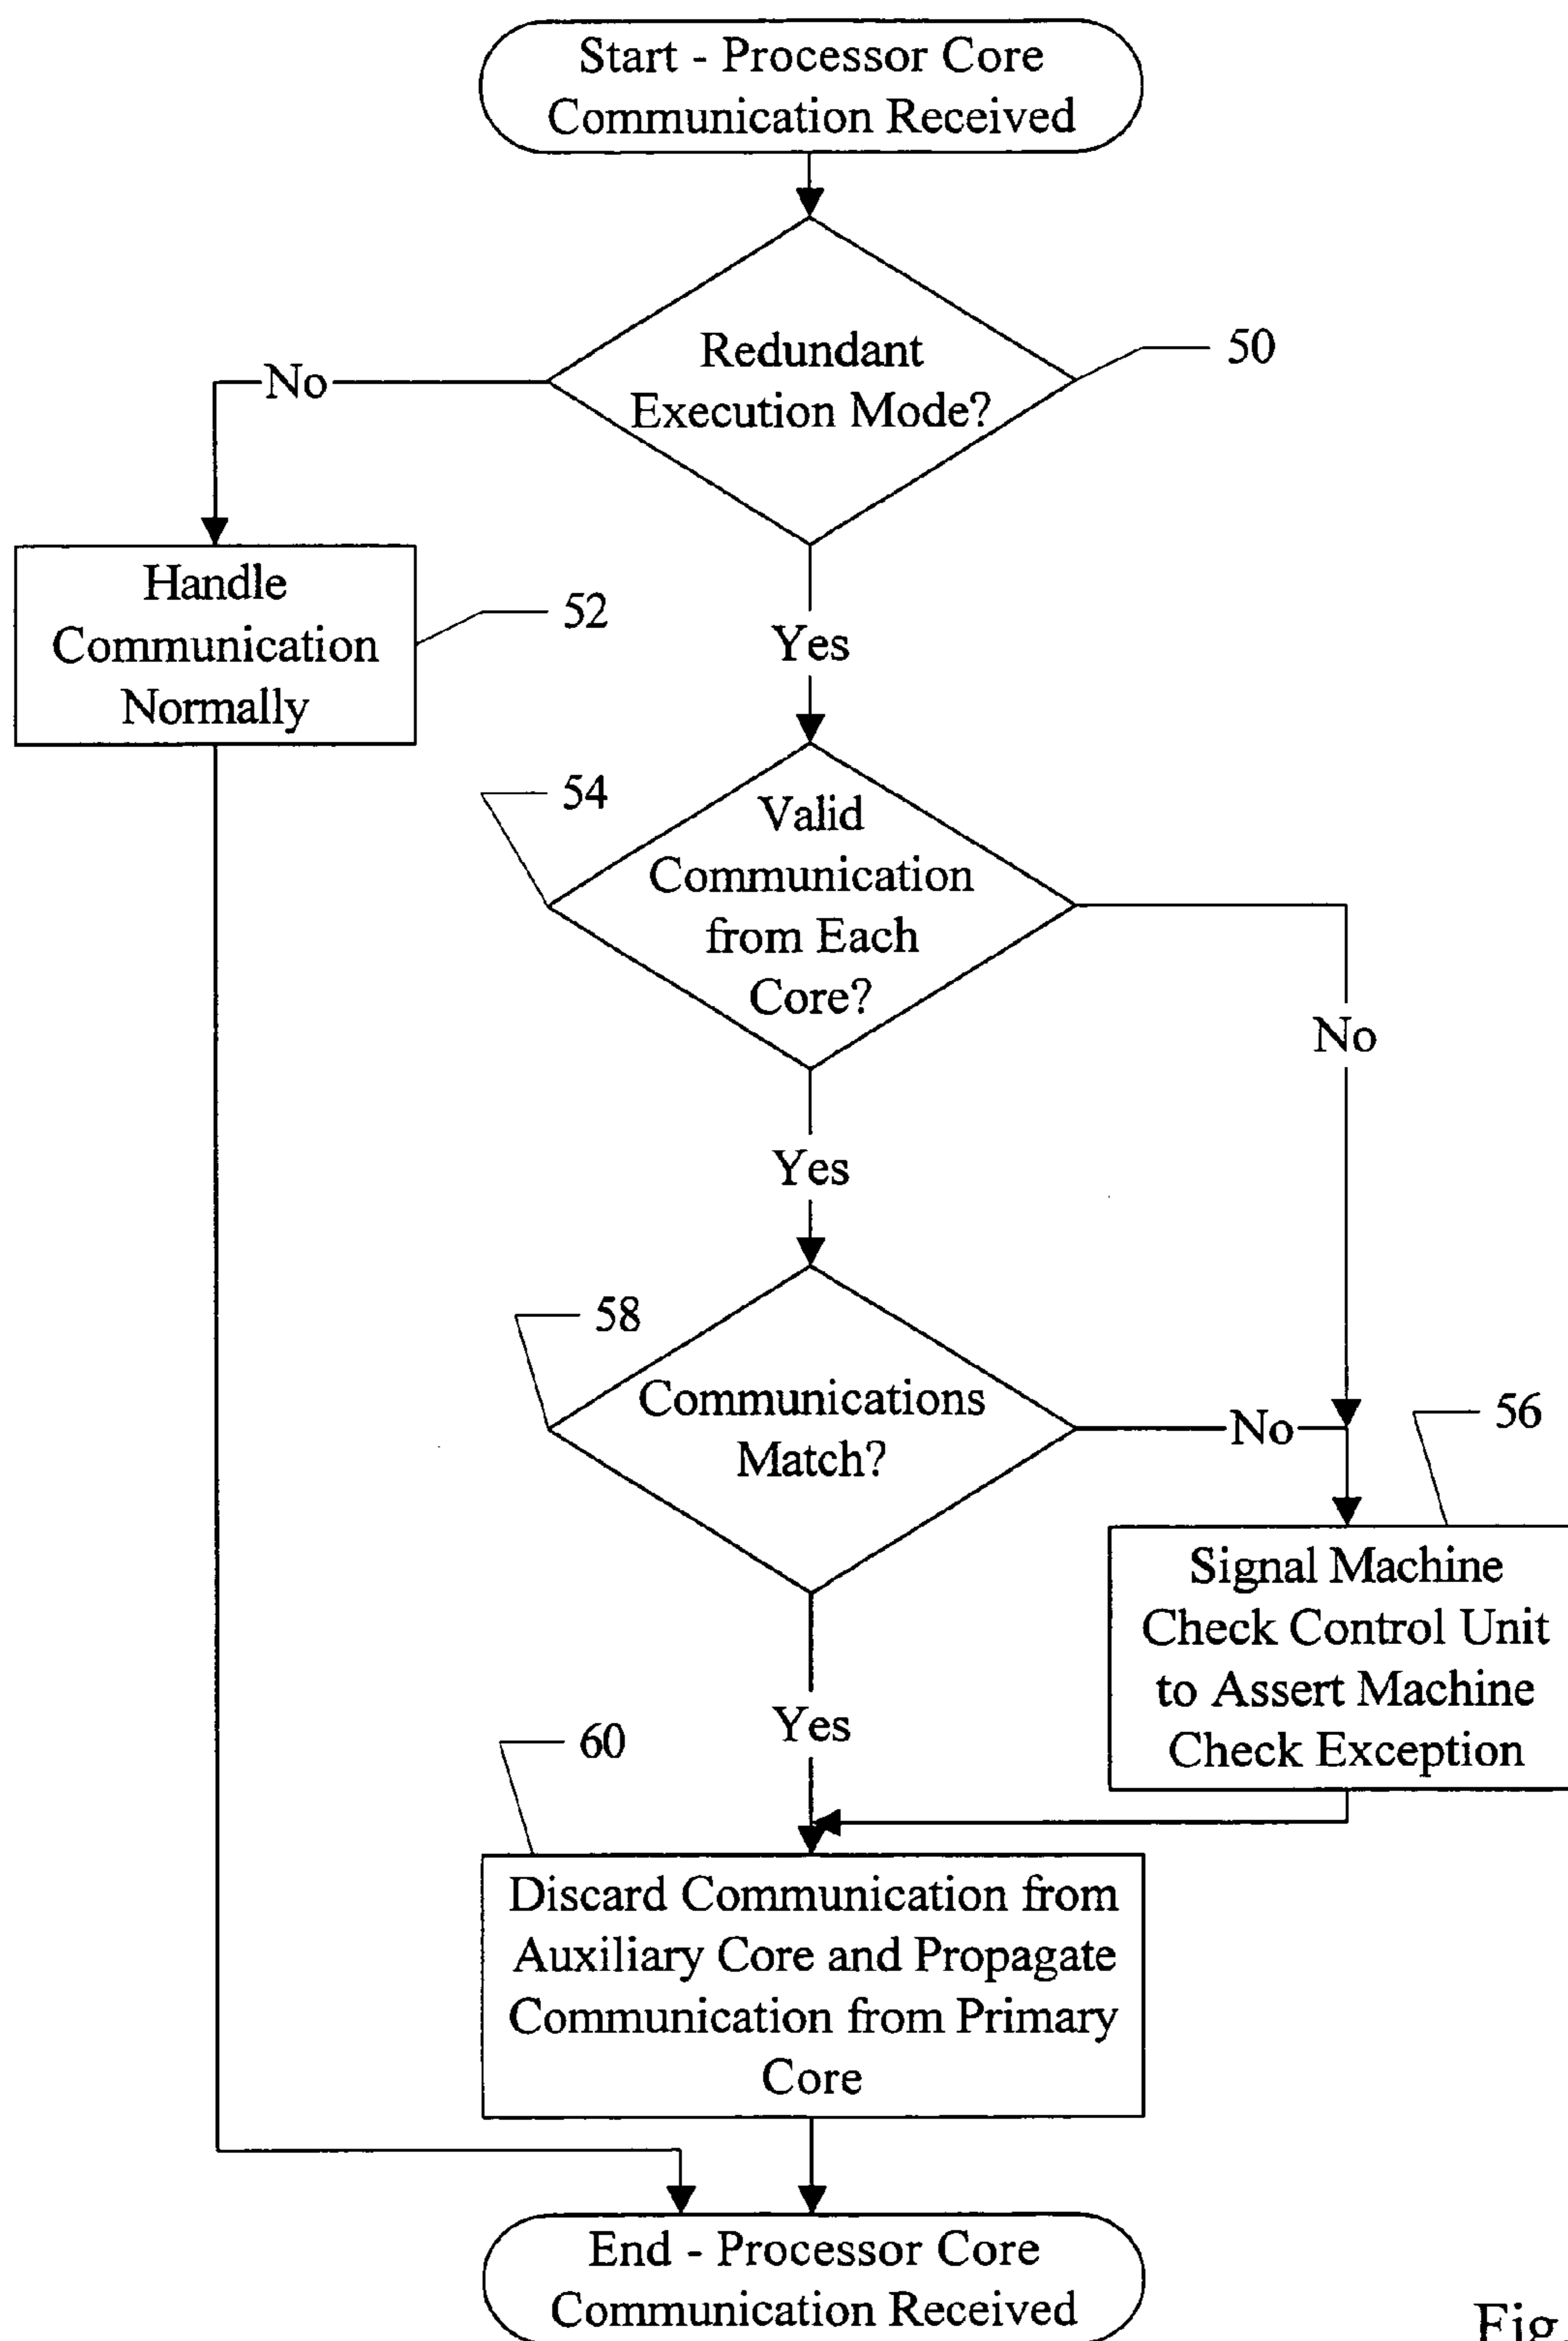 Start - Processor Core
Communication Received
Redundant
Execution Mode?
50
No
Handle
Communication
Normally
52
Yes
54
Valid
Communication
from Each
Core?
No
Yes
58
Communications
Match?
No
56
Signal Machine
Check Control Unit
to Assert Machine
Check Exception
Yes
60
Discard Communication from
Auxiliary Core and Propagate
Communication from Primary
Core
End - Processor Core
Communication Received
Fig.